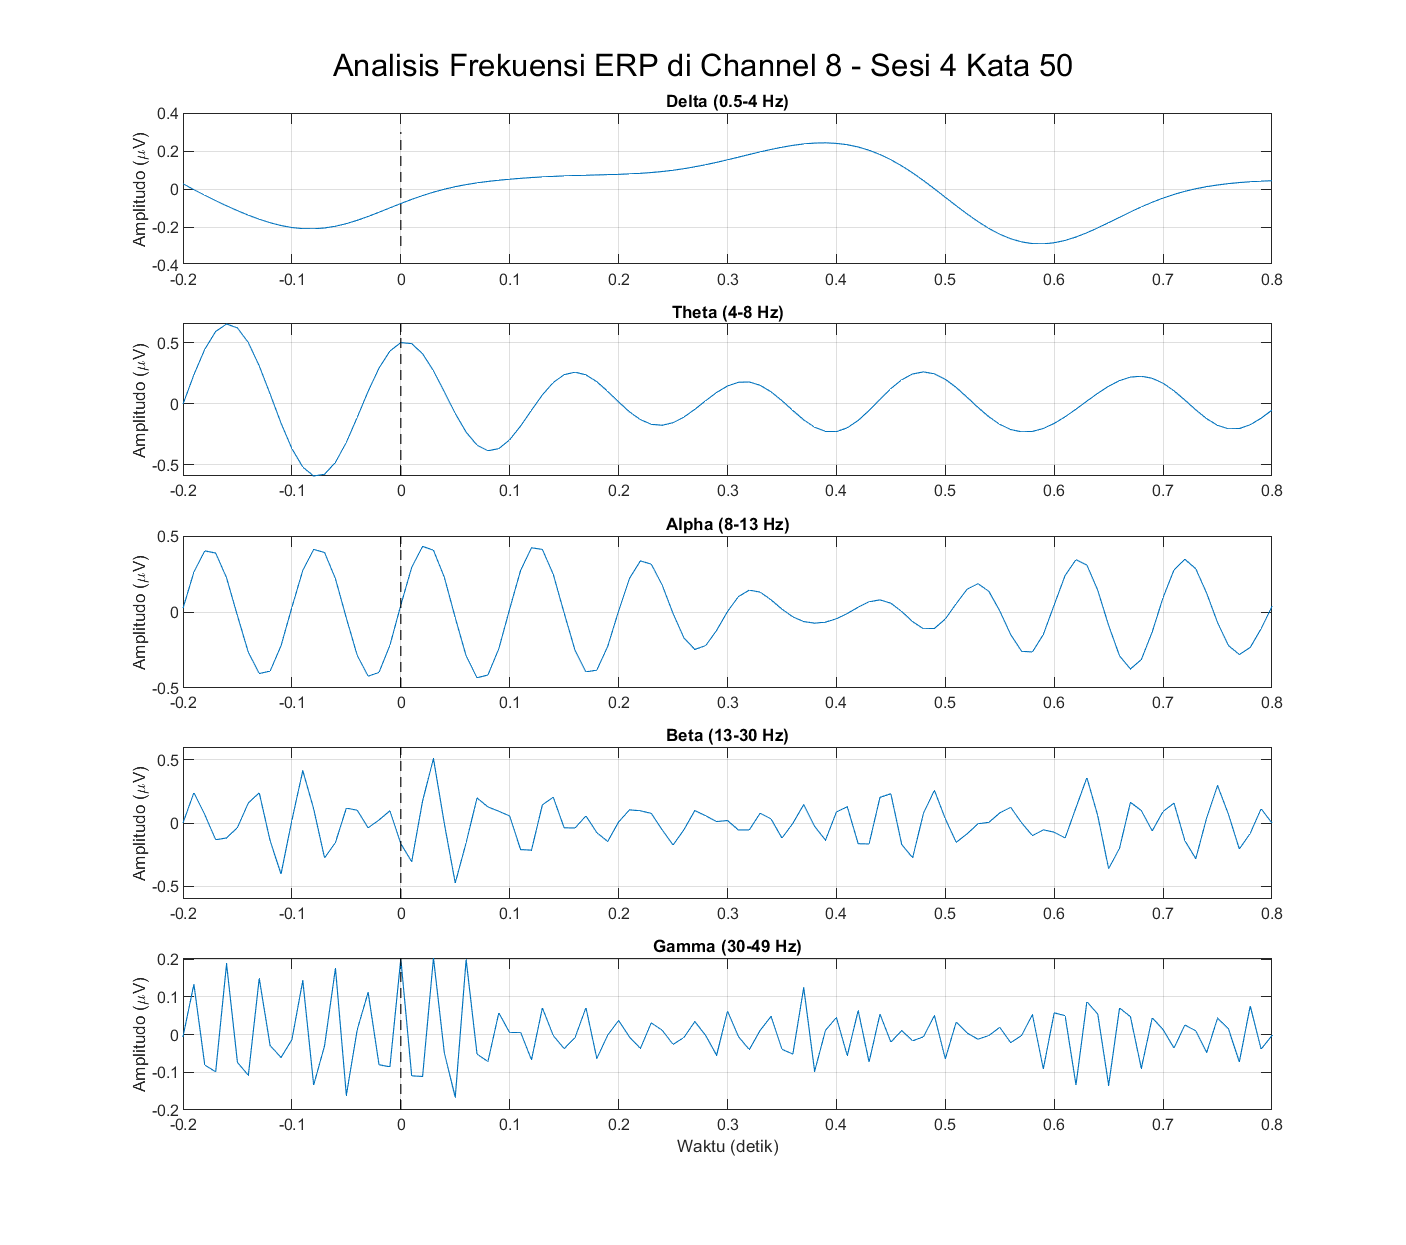 Analisis Frekuensi ERP di Channel 8 - Sesi 4 Kata 50
Delta (0.5-4 Hz)
Amplitudo (μV)
0.4
0.2
0
-0.2
-0.4
-0.2 -0.1 0 0.1 0.2 0.3 0.4 0.5 0.6 0.7 0.8
Theta (4-8 Hz)
Amplitudo (μV)
0.5
0
-0.5
-0.2 -0.1 0 0.1 0.2 0.3 0.4 0.5 0.6 0.7 0.8
Alpha (8-13 Hz)
Amplitudo (μV)
0.5
0
-0.5
-0.2 -0.1 0 0.1 0.2 0.3 0.4 0.5 0.6 0.7 0.8
Beta (13-30 Hz)
Amplitudo (μV)
0.5
0
-0.5
-0.2 -0.1 0 0.1 0.2 0.3 0.4 0.5 0.6 0.7 0.8
Gamma (30-49 Hz)
Amplitudo (μV)
0.2
0.1
0
-0.1
-0.2
-0.2 -0.1 0 0.1 0.2 0.3 0.4 0.5 0.6 0.7 0.8
Waktu (detik)